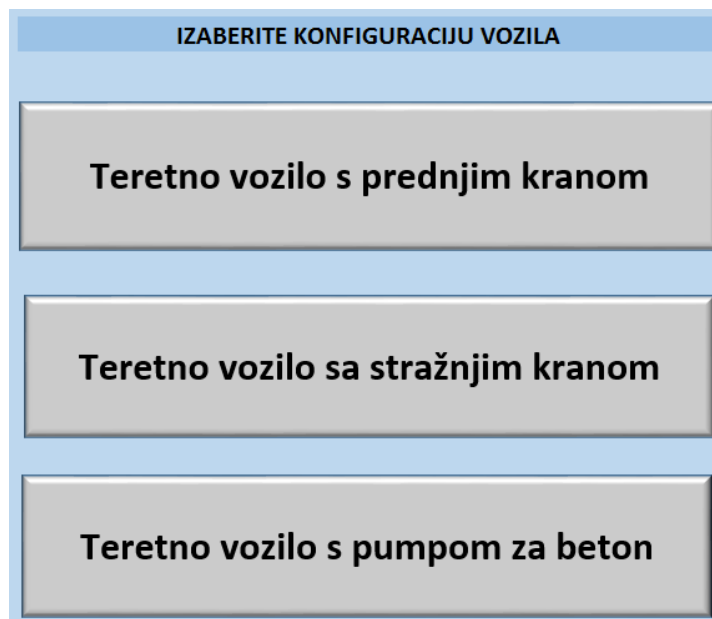 IZABERITE KONFIGURACIJU VOZILA
Teretno vozilo s prednjim kranom
Teretno vozilo sa stražnjim kranom
Teretno vozilo s pumpom za beton